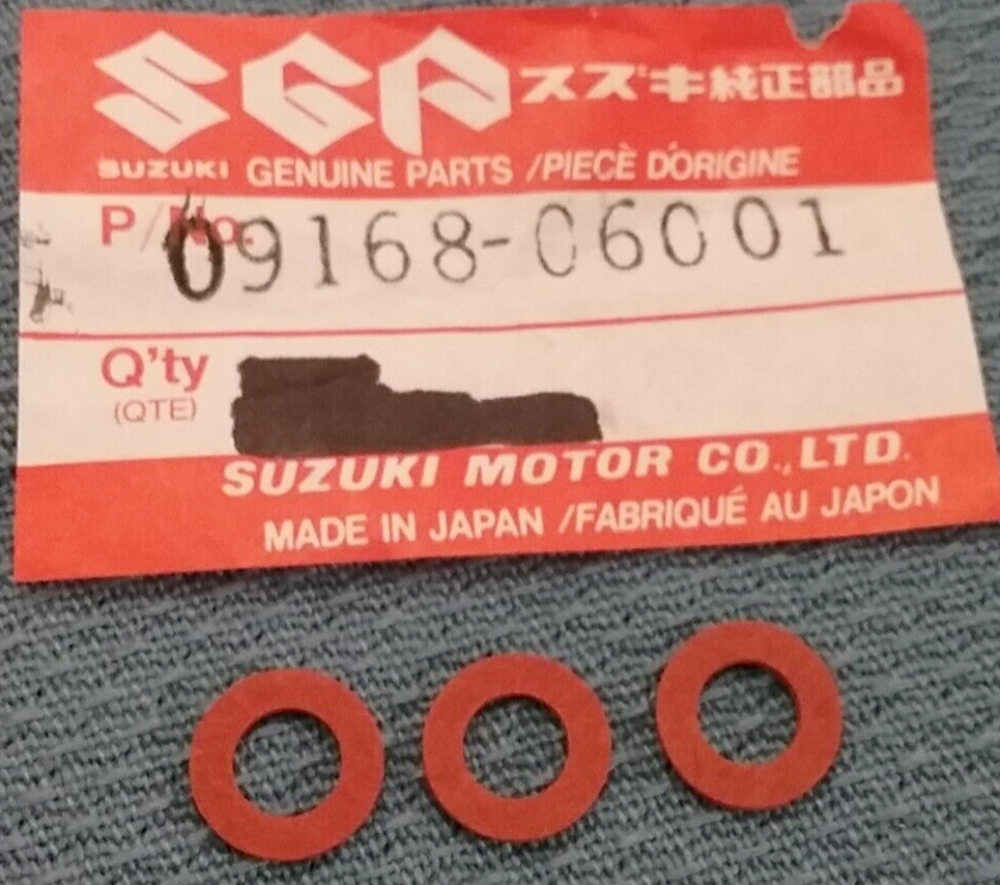 SGP スズキ純正部品
SUZUKI GENUINE PARTS /PIECÈ D'ORIGINE
P/No. 09168-06001
Q'ty
(QTE)
SUZUKI MOTOR CO.,LTD.
MADE IN JAPAN /FABRIQUÉ AU JAPON